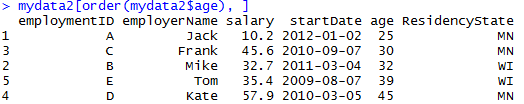 > mydata2[order(mydata2$age), ]
employmentID employerName salary startDate age ResidencyState
1 A Jack 10.2 2012-01-02 25 MN
3 C Frank 45.6 2010-09-07 30 MN
2 B Mike 32.7 2011-03-04 32 WI
5 E Tom 35.4 2009-08-07 39 WI
4 D Kate 57.9 2010-03-05 45 MN